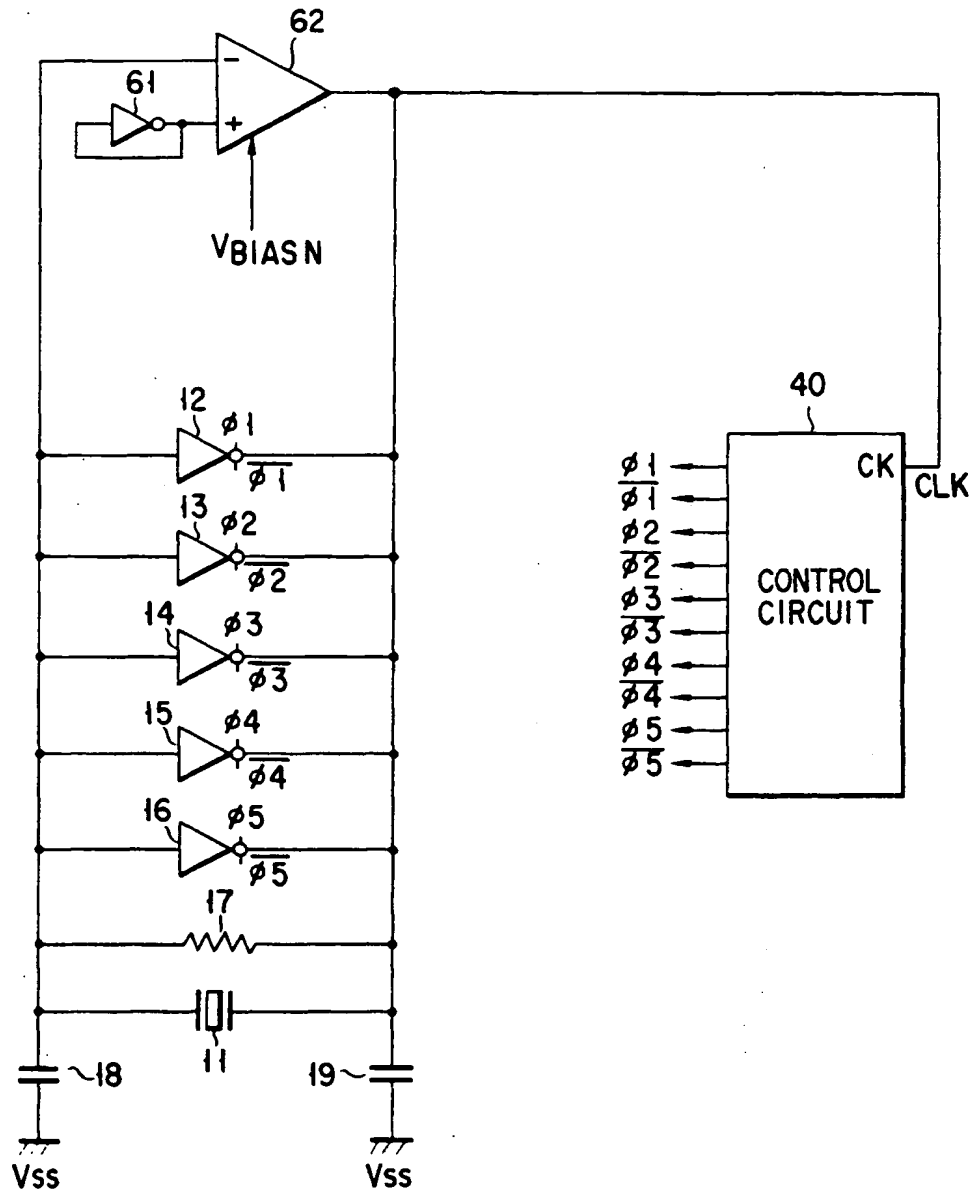 62
−
61
+
VBIASN
12
ϕ1
ϕ1̅
13
ϕ2
ϕ2̅
14
ϕ3
ϕ3̅
15
ϕ4
ϕ4̅
16
ϕ5
ϕ5̅
17
11
18
19
VSS
VSS
40
CK
CLK
CONTROL
CIRCUIT
ϕ1
ϕ1̅
ϕ2
ϕ2̅
ϕ3
ϕ3̅
ϕ4
ϕ4̅
ϕ5
ϕ5̅